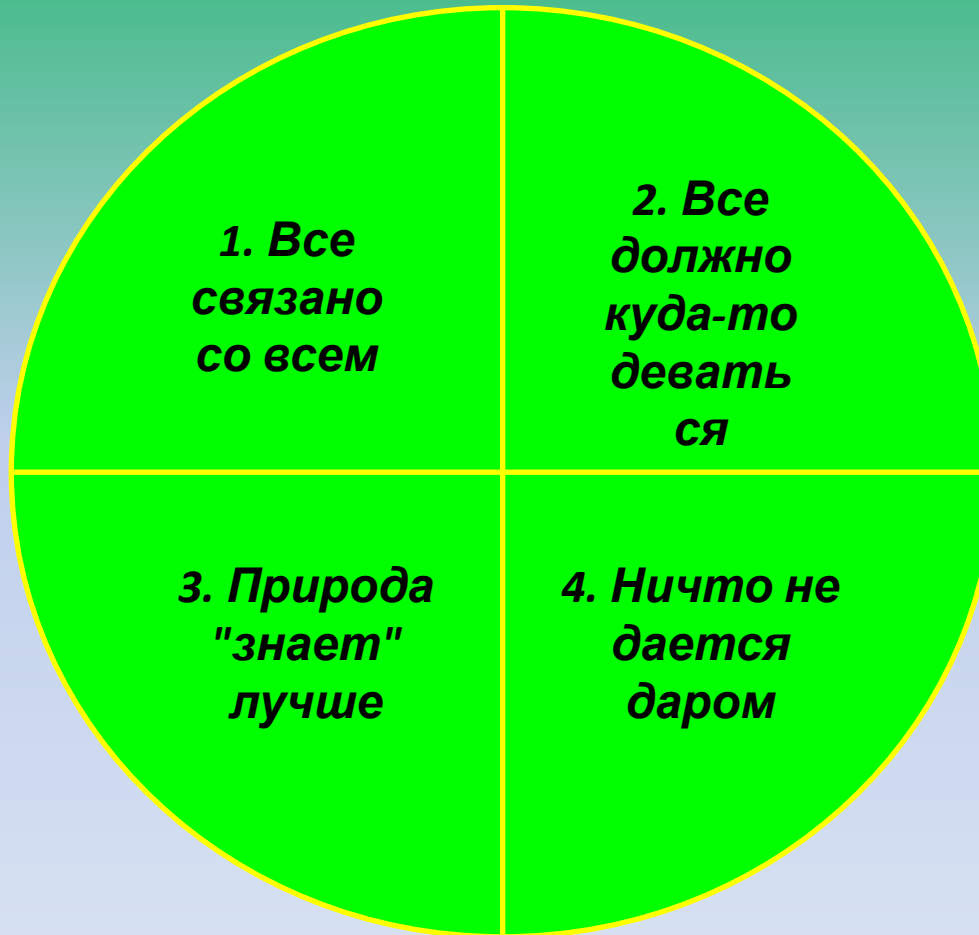 1. Все
связано
со всем
2. Все
должно
куда-то
девать
ся
3. Природа
"знает"
лучше
4. Ничто не
дается
даром